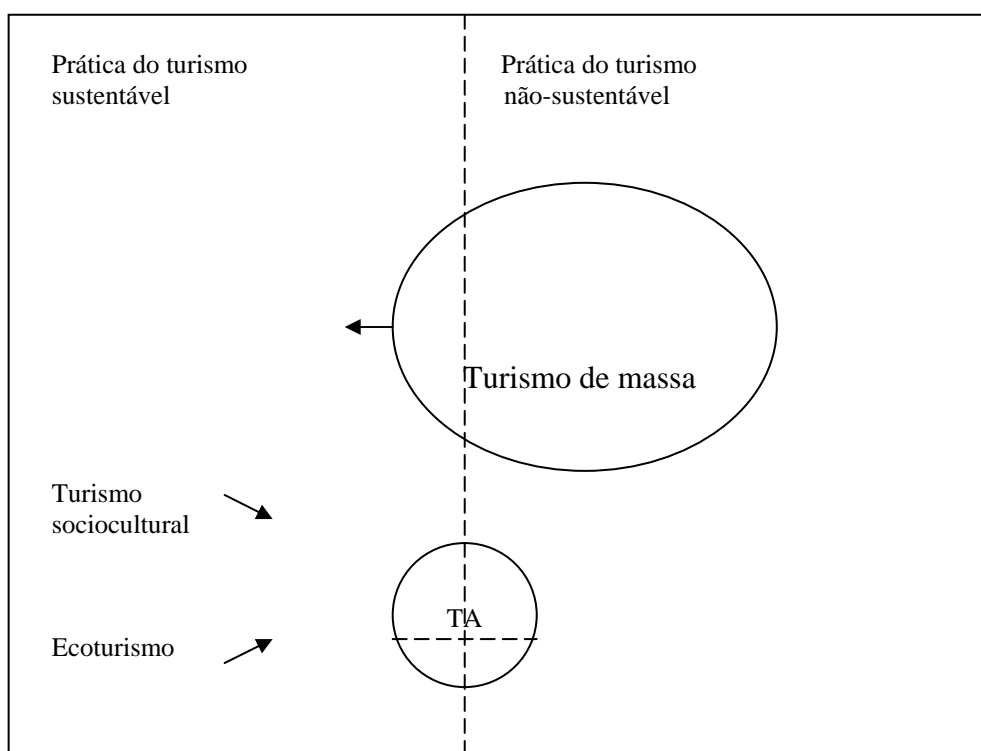 Prática do turismo
sustentável
Prática do turismo
não-sustentável
Turismo de massa
Turismo
sociocultural
TA
Ecoturismo